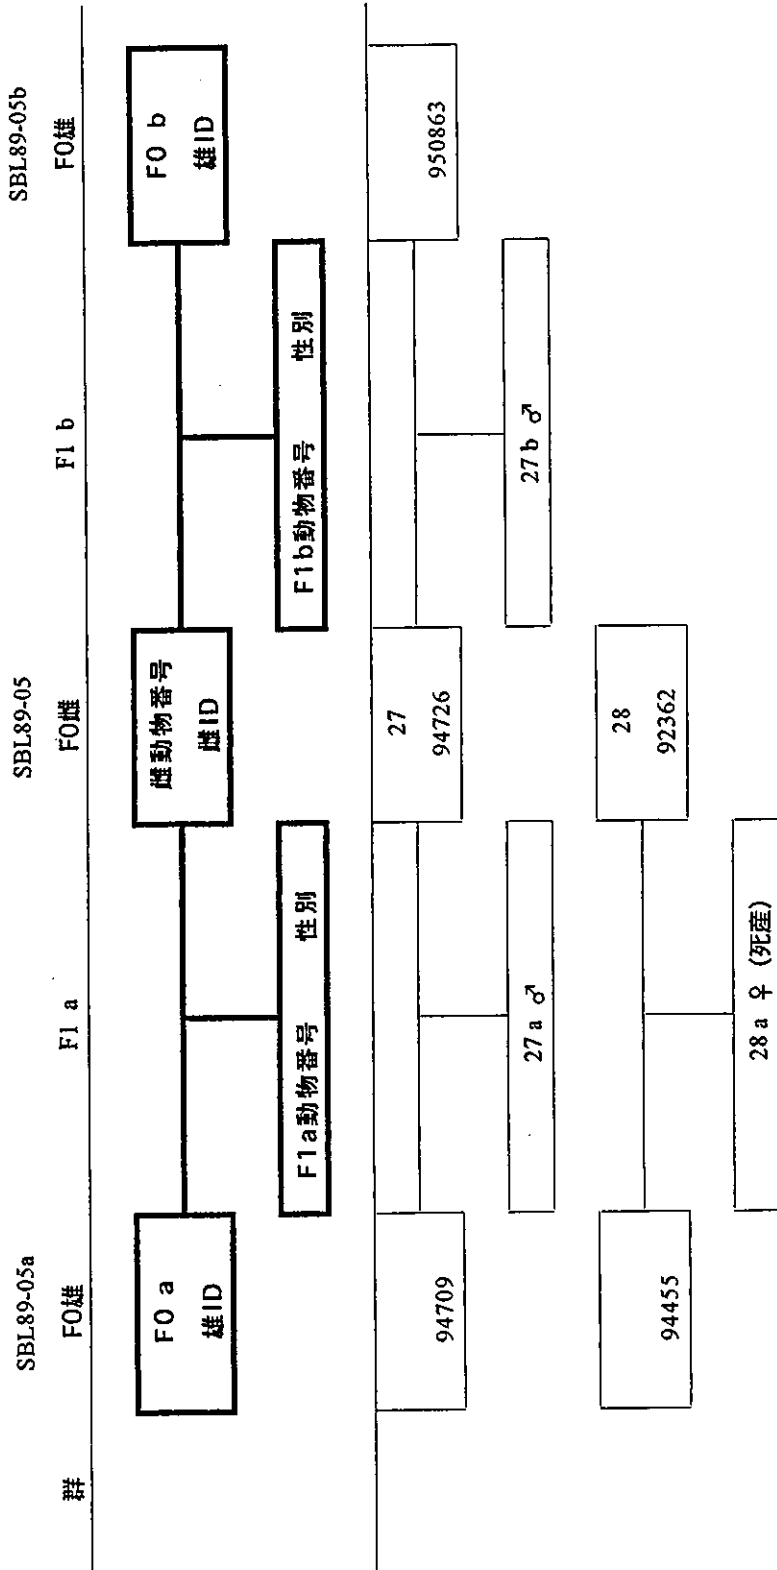 SBL89-05a SBL89-05 SBL89-05b
群 F0雄 F1 a F0雌 F1 b F0雄
F0 a 雌動物番号 F0 b
雄ID 雌ID 雄ID
F1a動物番号 性別 F1b動物番号 性別
27
94709 94726 950863
27 a ♂ 27 b ♂
28
94455 92362
28 a ♀ (死産)